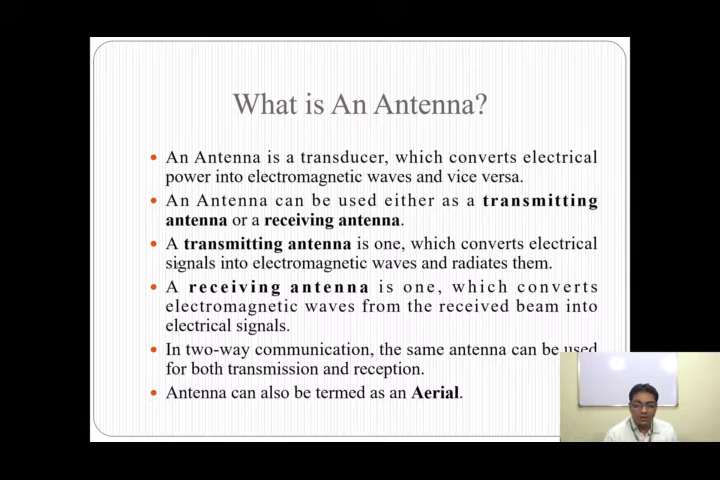 What is An Antenna?
• An Antenna is a transducer, which converts electrical
power into electromagnetic waves and vice versa.
• An Antenna can be used either as a transmitting
antenna or a receiving antenna.
• A transmitting antenna is one, which converts electrical
signals into electromagnetic waves and radiates them.
• A receiving antenna is one, which converts
electromagnetic waves from the received beam into
electrical signals.
• In two-way communication, the same antenna can be used
for both transmission and reception.
• Antenna can also be termed as an Aerial.